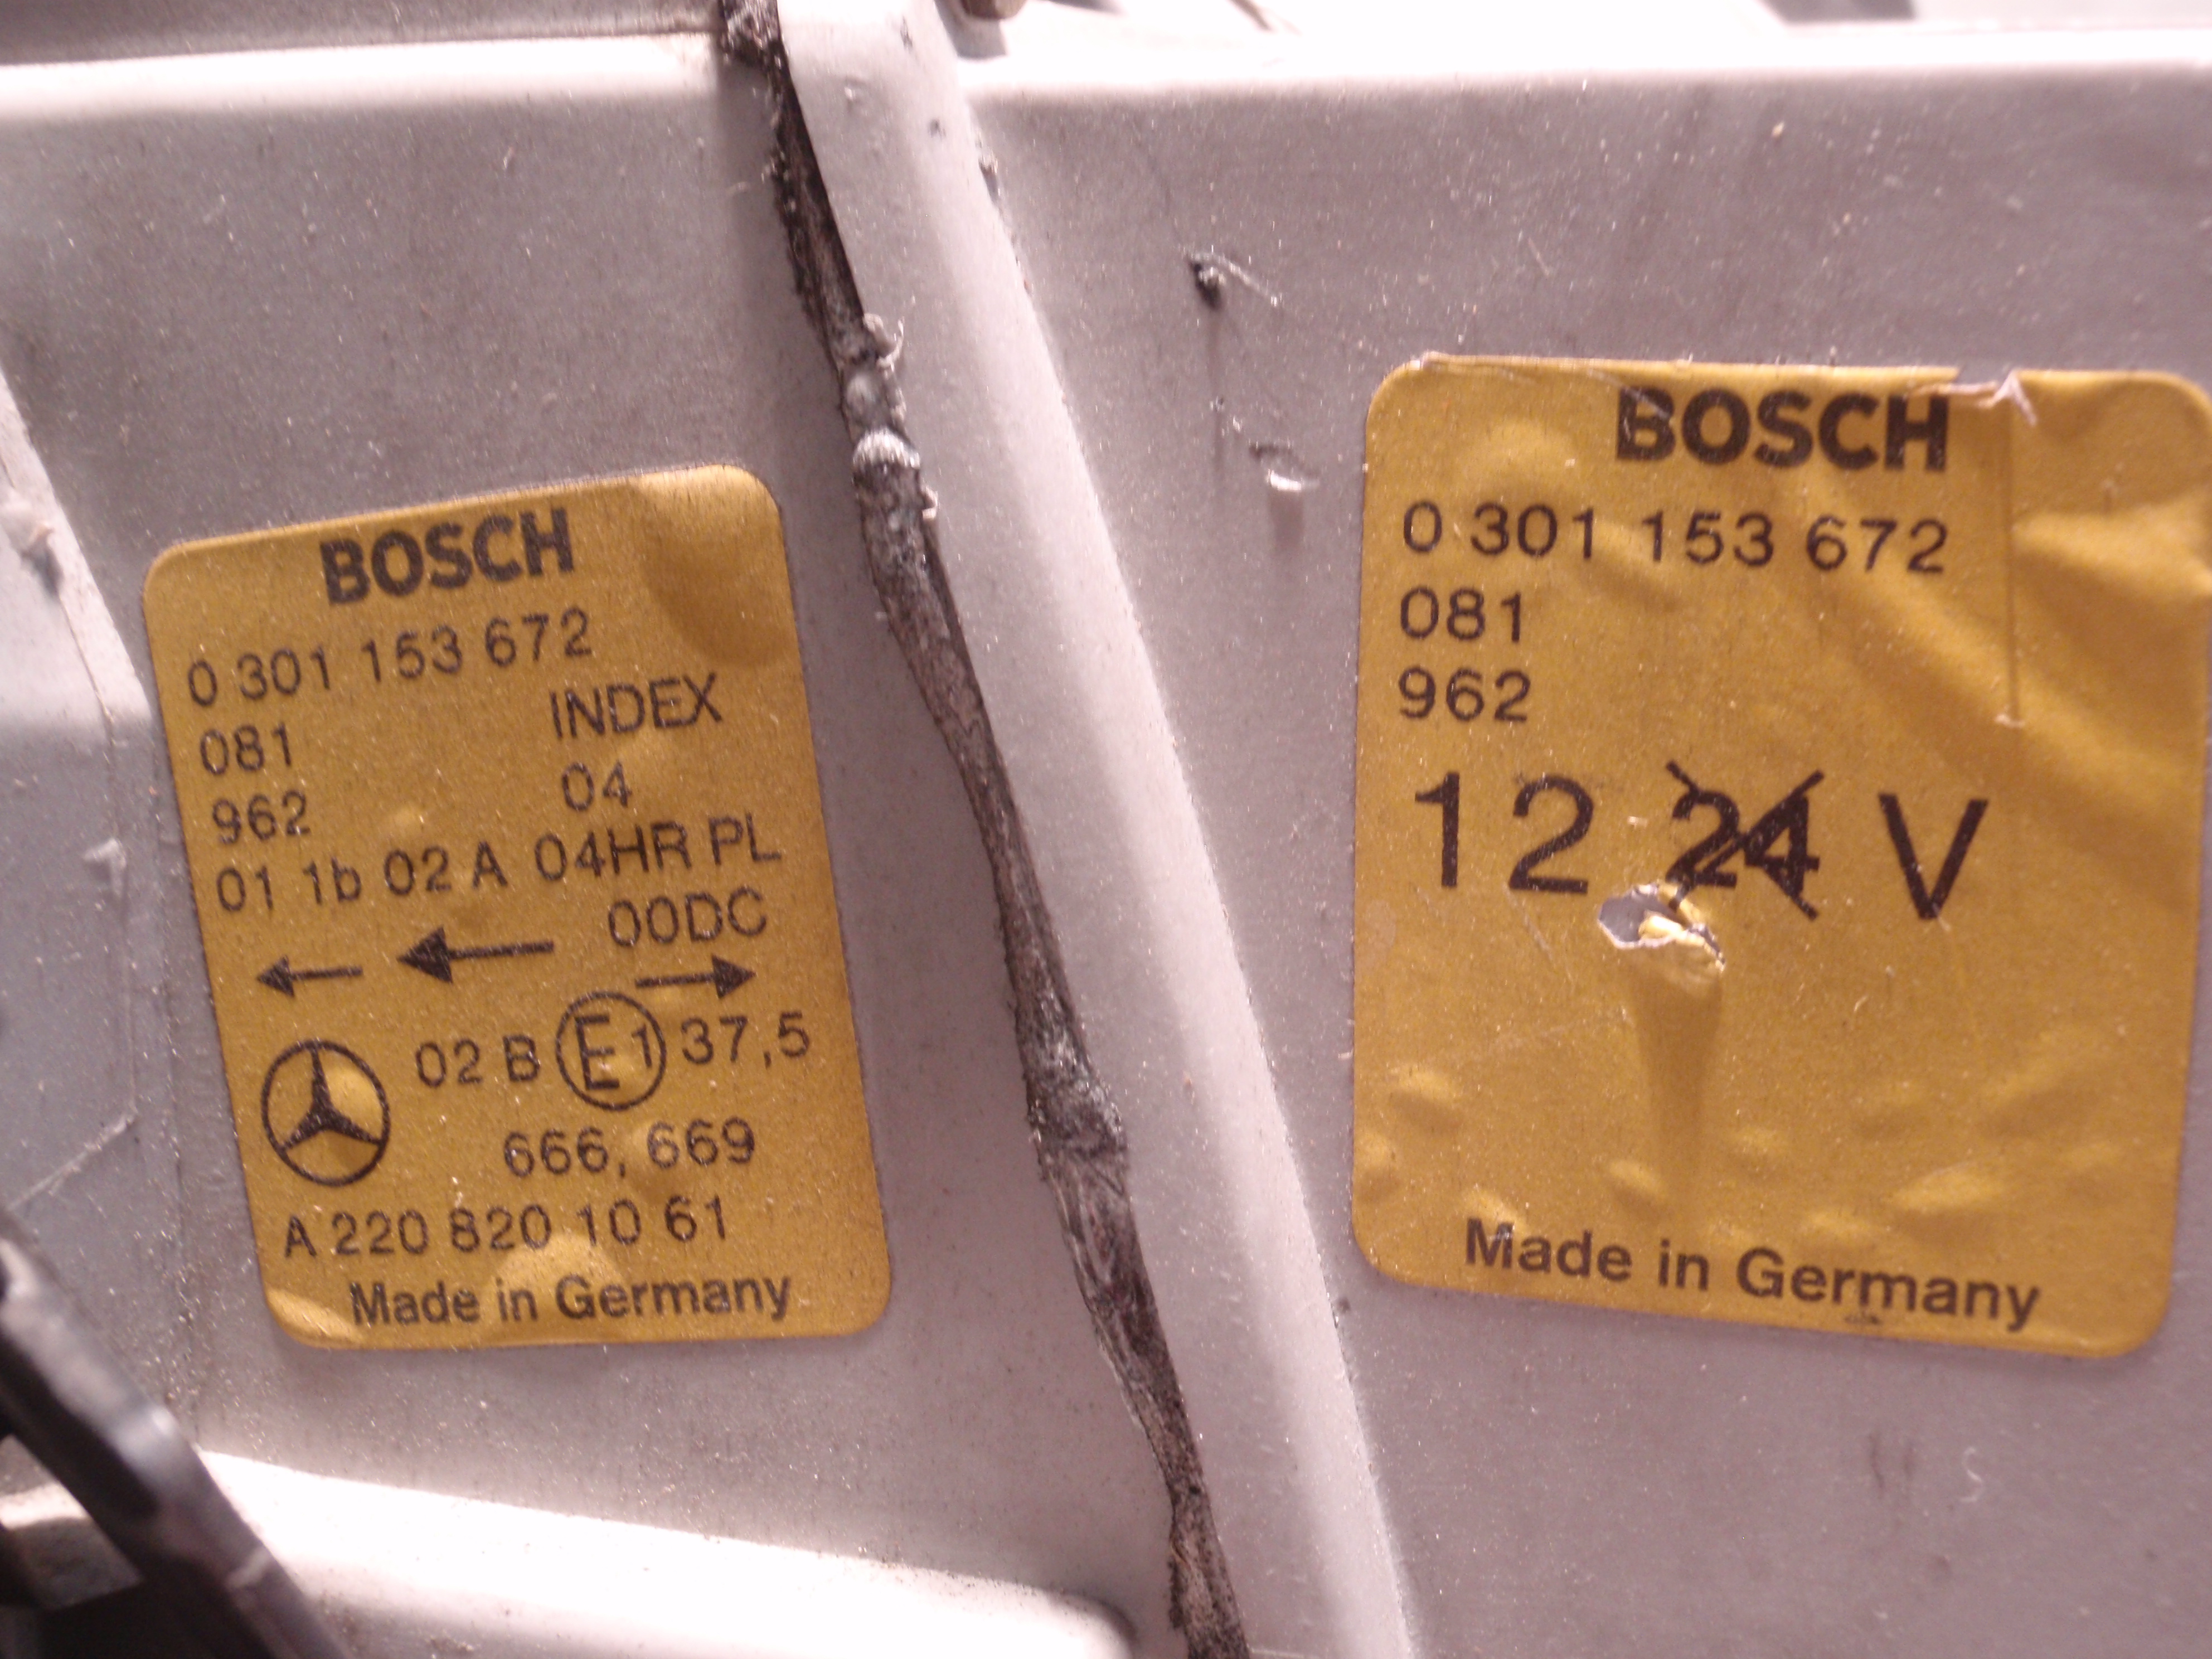 BOSCH
0 301 153 672
INDEX
081
04
962
01 1b 02 A 04HR PL
00DC
02 B E1 37,5
666, 669
A 220 820 10 61
Made in Germany
BOSCH
0 301 153 672
081
962
12 24 V
Made in Germany